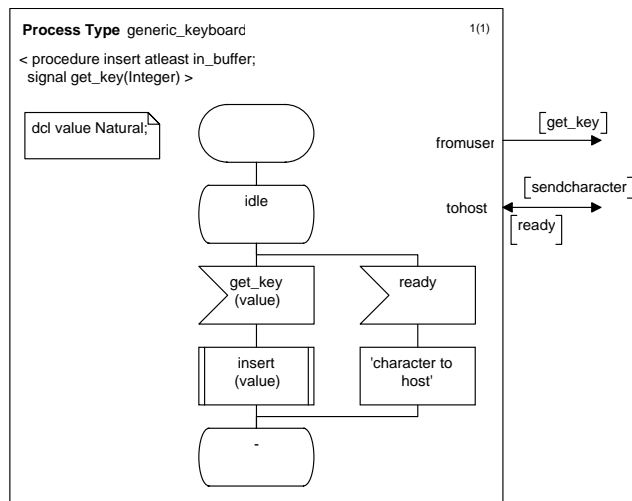 Process Type generic_keyboard 1(1)
< procedure insert atleast in_buffer;
signal get_key(Integer) >
dcl value Natural;
[get_key]
fromuser
idle
[sendcharacter]
tohost
[ready]
get_key
(value)
ready
insert
(value)
'character to
host'
-